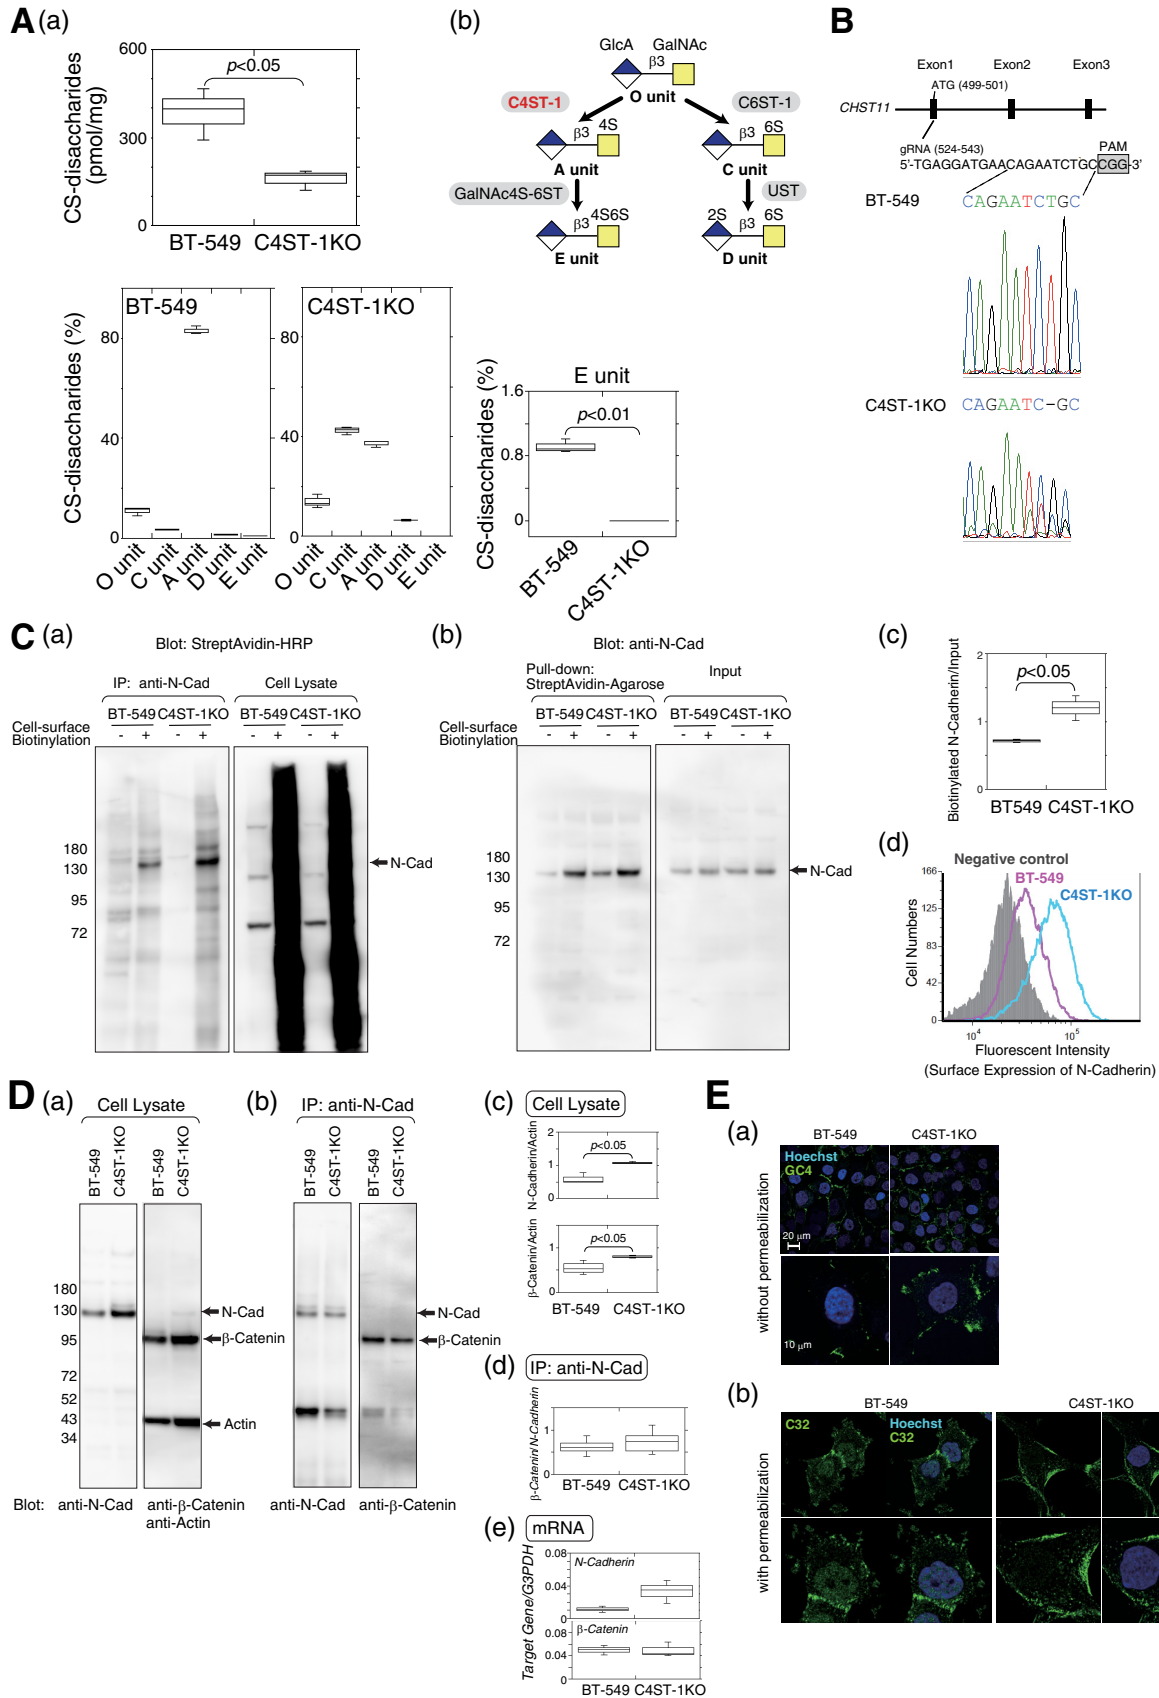 A (a)
CS-disaccharides
(pmol/mg)
600
300
0
p<0.05
BT-549 C4ST-1KO
CS-disaccharides (%)
80
40
0
BT-549
O unit
C unit
A unit
D unit
E unit
80
40
0
C4ST-1KO
O unit
C unit
A unit
D unit
E unit
(b)
GlcA GalNAc
β3
O unit
C4ST-1 C6ST-1
β3 4S
A unit
β3 6S
C unit
GalNAc4S-6ST UST
β3 4S6S
E unit
2S β3 6S
D unit
E unit
CS-disaccharides (%)
1.6
0.8
0
p<0.01
BT-549
C4ST-1KO
B
Exon1 Exon2 Exon3
ATG (499-501)
CHST11
gRNA (524-543) PAM
5'-TGAGGATGAACAGAATCTGCCGG-3'
BT-549 CAGAATCTGC
C4ST-1KO CAGAATC-GC
C (a)
Blot: StreptAvidin-HRP
IP: anti-N-Cad Cell Lysate
BT-549 C4ST-1KO BT-549 C4ST-1KO
Cell-surface
Biotinylation
- + - + - + - +
180
130
95
72
N-Cad
(b)
Blot: anti-N-Cad
Pull-down:
StreptAvidin-Agarose
Input
BT-549 C4ST-1KO BT-549 C4ST-1KO
Cell-surface
Biotinylation
- + - + - + - +
180
130
95
72
N-Cad
(c)
Biotinylated N-Cadherin/Input
2
1
0
p<0.05
BT549 C4ST-1KO
(d)
Negative control
BT-549
C4ST-1KO
Cell Numbers
166
125
83
42
0
10⁴ 10⁵
Fluorescent Intensity
(Surface Expression of N-Cadherin)
D (a)
Cell Lysate
BT-549
C4ST-1KO
BT-549
C4ST-1KO
180
130
95
72
52
43
34
N-Cad
β-Catenin
Actin
Blot: anti-N-Cad anti-β-Catenin
anti-Actin
(b)
IP: anti-N-Cad
BT-549
C4ST-1KO
BT-549
C4ST-1KO
N-Cad
β-Catenin
anti-N-Cad anti-β-Catenin
(c) Cell Lysate
N-Cadherin/Actin
2
1
0
p<0.05
β-Catenin/Actin
1
0
p<0.05
BT-549 C4ST-1KO
(d) IP: anti-N-Cad
β-Catenin/N-Cadherin
1
0
BT-549 C4ST-1KO
(e) mRNA
Target Gene/G3PDH
0.08
0.04
0
N-Cadherin
0.08
0.04
0
β-Catenin
BT-549 C4ST-1KO
E
(a)
BT-549 C4ST-1KO
without permeabilization
Hoechst
GC4
20 μm
10 μm
(b)
BT-549 C4ST-1KO
with permeabilization
C32
Hoechst
C32